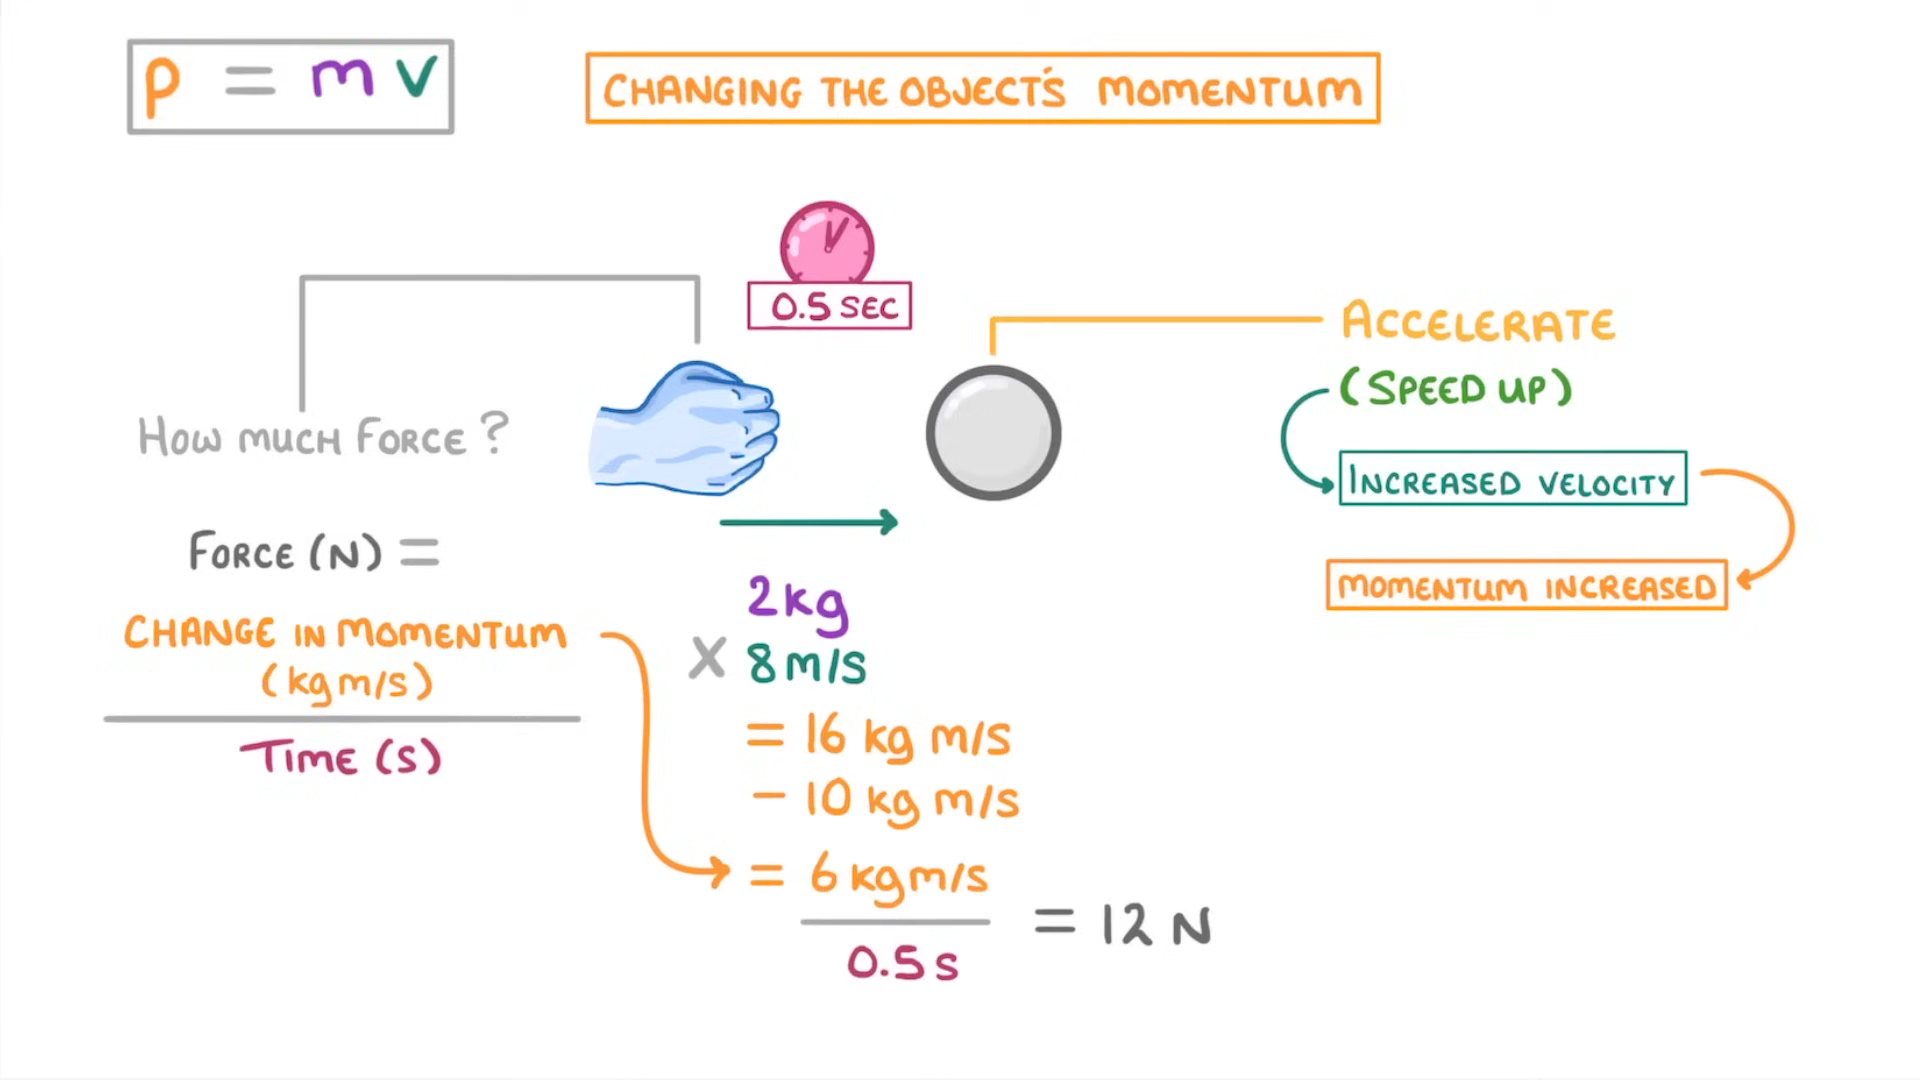 p = m v
CHANGING THE OBJECT'S MOMENTUM
0.5 SEC
HOW MUCH FORCE?
ACCELERATE
(SPEED UP)
INCREASED VELOCITY
MOMENTUM INCREASED
FORCE (N) =
CHANGE IN MOMENTUM
(kg m/s)
TIME (S)
2kg
X 8 m/s
= 16 kg m/s
- 10 kg m/s
= 6 kg m/s
0.5 s
= 12 N